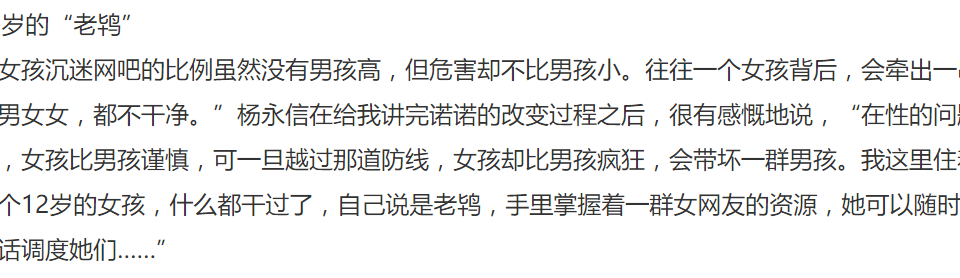 岁的“老鸨”
女孩沉迷网吧的比例虽然没有男孩高，但危害却不比男孩小。往往一个女孩背后，会牵出一
男女女，都不干净。”杨永信在给我讲完诺诺的改变过程之后，很有感慨地说，“在性的问
，女孩比男孩谨慎，可一旦越过那道防线，女孩却比男孩疯狂，会带坏一群男孩。我这里住
个12岁的女孩，什么都干过了，自己说是老鸨，手里掌握着一群女网友的资源，她可以随时
话调度她们……”